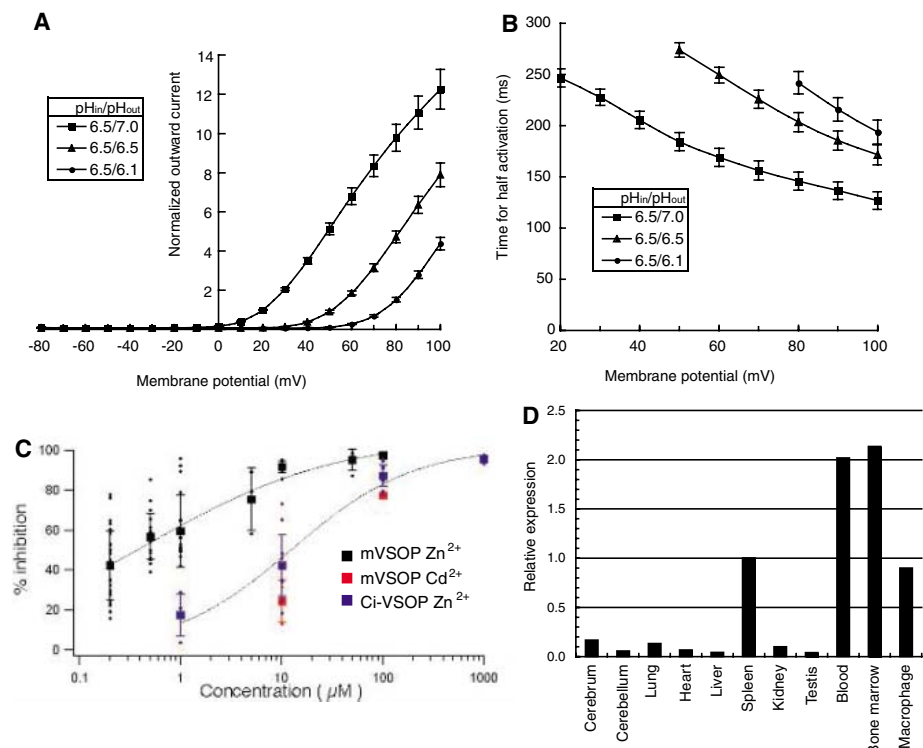 A
Normalized outward current
14
12
10
8
6
4
2
-80 -60 -40 -20 0 20 40 60 80 100
Membrane potential (mV)
pHin/pHout
6.5/7.0
6.5/6.5
6.5/6.1
B
Time for half activation (ms)
300
250
200
150
100
50
0
20 40 60 80 100
Membrane potential (mV)
pHin/pHout
6.5/7.0
6.5/6.5
6.5/6.1
C
% inhibition
100
80
60
40
20
0
0.1 1 10 100 1000
Concentration ( µM )
mVSOP Zn²⁺
mVSOP Cd²⁺
Ci-VSOP Zn²⁺
D
Relative expression
2.5
2.0
1.5
1.0
0.5
0.0
Cerebrum
Cerebellum
Lung
Heart
Liver
Spleen
Kidney
Testis
Blood
Bone marrow
Macrophage